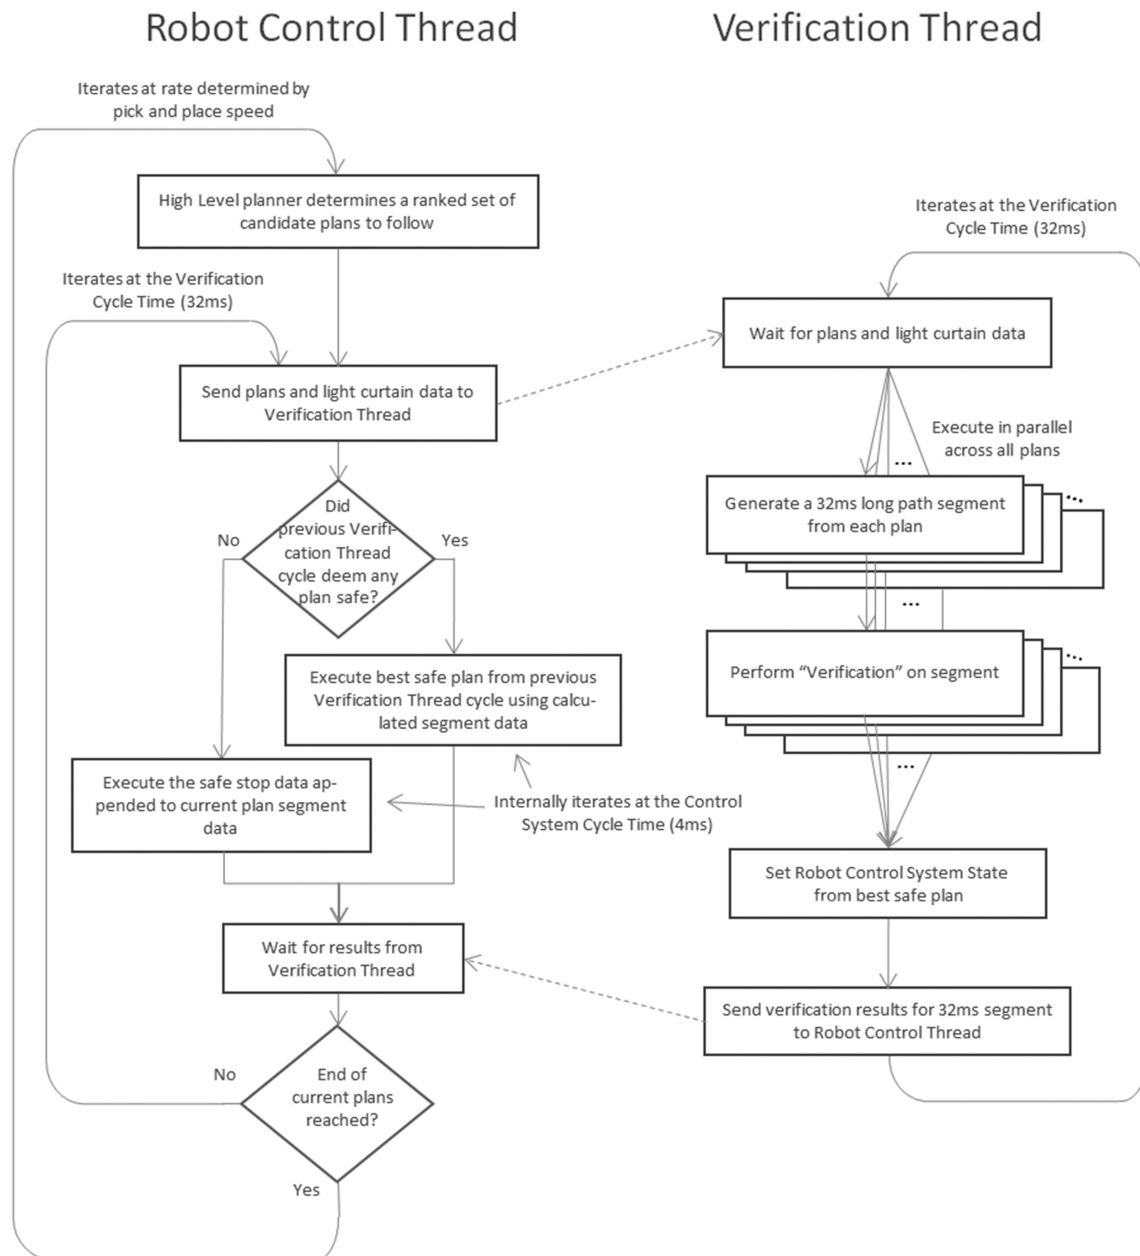 Robot Control Thread
Verification Thread
Iterates at rate determined by
pick and place speed
High Level planner determines a ranked set of
candidate plans to follow
Iterates at the Verification
Cycle Time (32ms)
Send plans and light curtain data to
Verification Thread
Did
previous Verifi-
cation Thread
cycle deem any
plan safe?
No
Yes
Execute best safe plan from previous
Verification Thread cycle using calcu-
lated segment data
Execute the safe stop data ap-
pended to current plan segment
data
Internally iterates at the Control
System Cycle Time (4ms)
Wait for results from
Verification Thread
End of
current plans
reached?
No
Yes
Iterates at the Verification
Cycle Time (32ms)
Wait for plans and light curtain data
Execute in parallel
across all plans
...
Generate a 32ms long path segment
from each plan
...
...
Perform “Verification” on segment
...
...
Set Robot Control System State
from best safe plan
Send verification results for 32ms segment
to Robot Control Thread